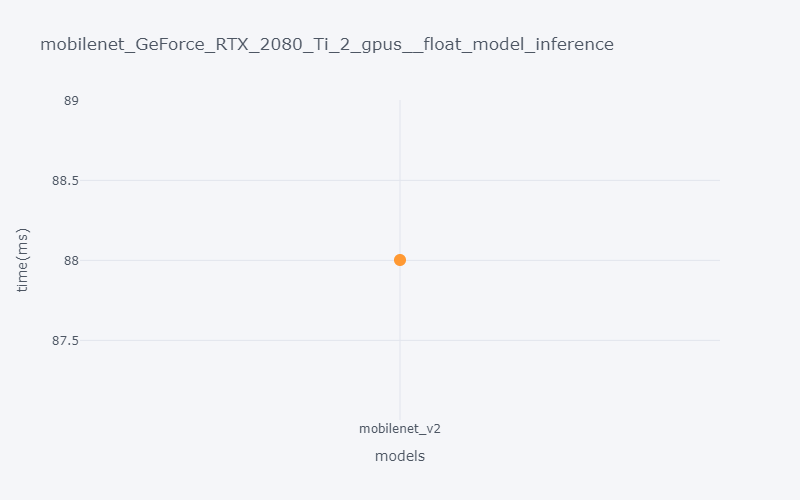 mobilenet_GeForce_RTX_2080_Ti_2_gpus__float_model_inference
89
88.5
88
87.5
time(ms)
mobilenet_v2
models